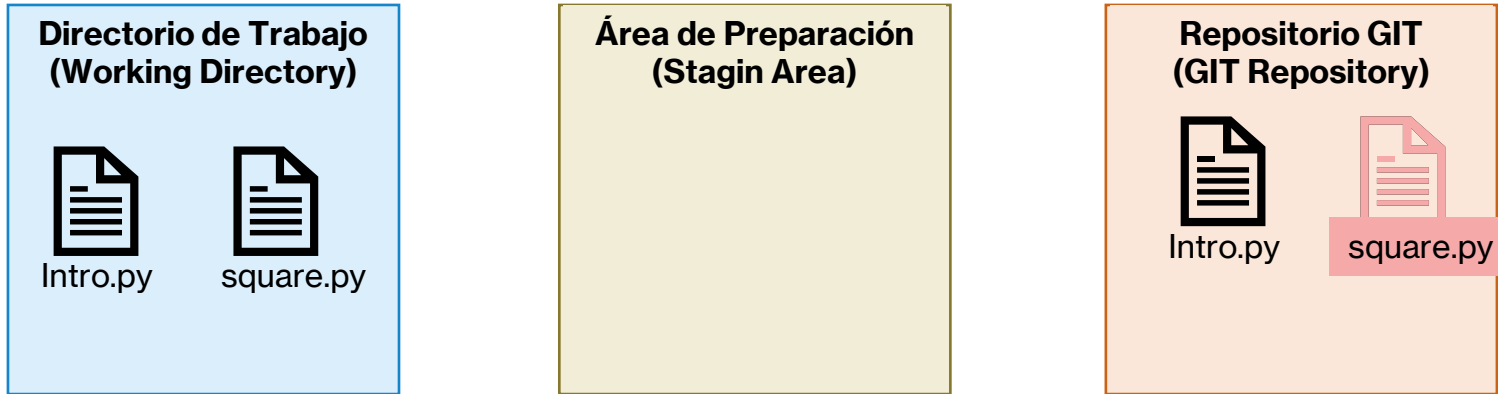 Directorio de Trabajo
(Working Directory)
Intro.py
square.py
Área de Preparación
(Stagin Area)
Repositorio GIT
(GIT Repository)
Intro.py
square.py